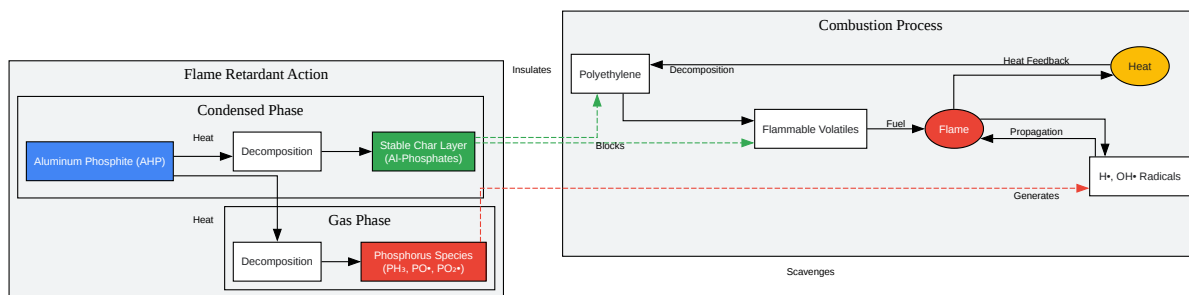 Combustion Process
Polyethylene
Decomposition
Heat Feedback
Heat
Insulates
Flame Retardant Action
Condensed Phase
Heat
Aluminum Phosphite (AHP)
Decomposition
Stable Char Layer
(Al-Phosphates)
Blocks
Flammable Volatiles
Fuel
Flame
Propagation
H•, OH• Radicals
Generates
Heat
Gas Phase
Decomposition
Phosphorus Species
(PH₃, PO•, PO₂•)
Scavenges